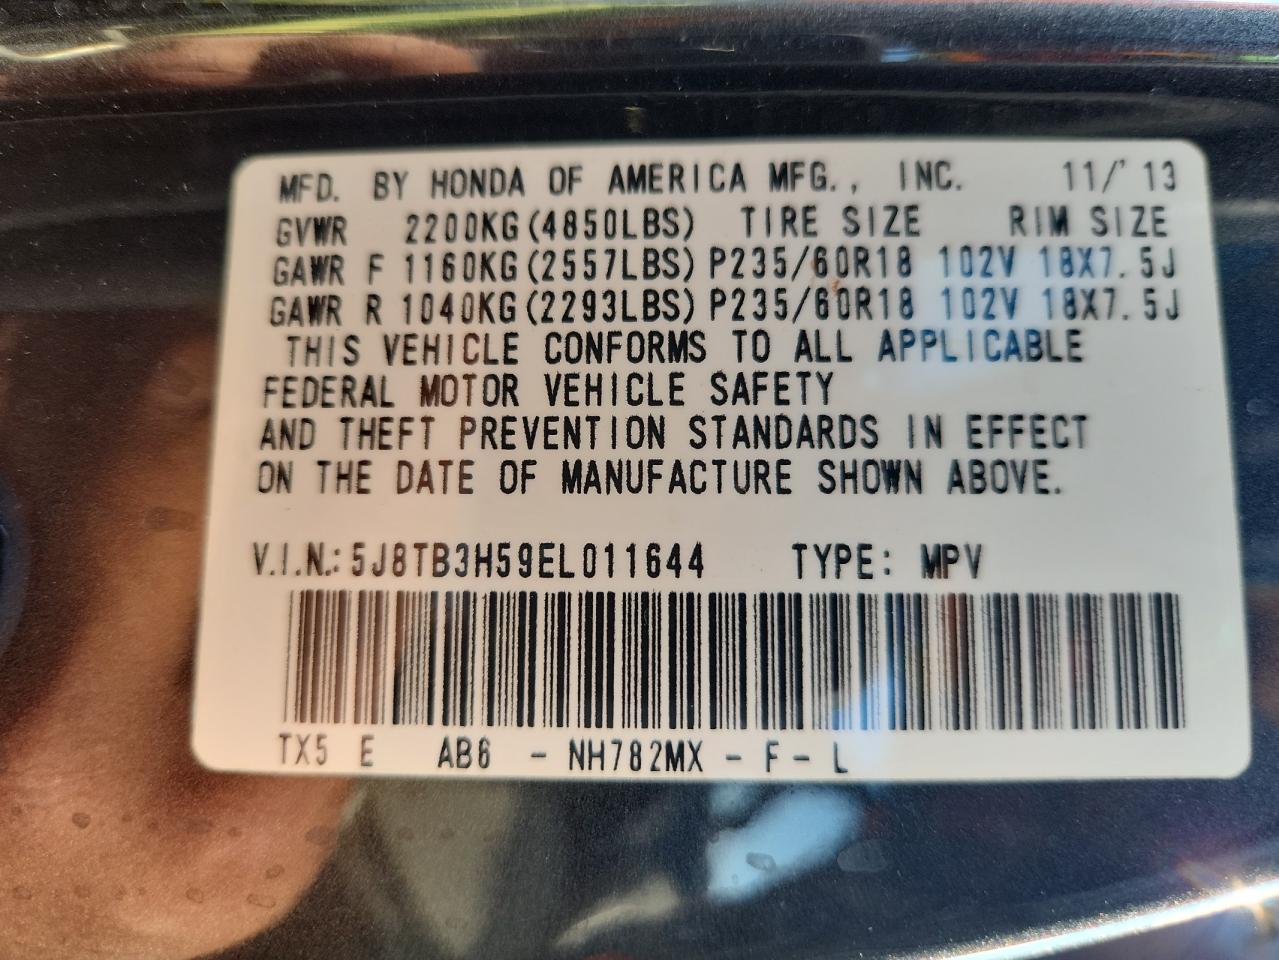 MFD. BY HONDA OF AMERICA MFG., INC. 11/'13
GVWR 2200KG(4850LBS) TIRE SIZE RIM SIZE
GAWR F 1160KG(2557LBS) P235/60R18 102V 18X7.5J
GAWR R 1040KG(2293LBS) P235/60R18 102V 18X7.5J
THIS VEHICLE CONFORMS TO ALL APPLICABLE
FEDERAL MOTOR VEHICLE SAFETY
AND THEFT PREVENTION STANDARDS IN EFFECT
ON THE DATE OF MANUFACTURE SHOWN ABOVE.
V.I.N.: 5J8TB3H59EL011644 TYPE: MPV
TX5 E AB6 - NH782MX - F - L